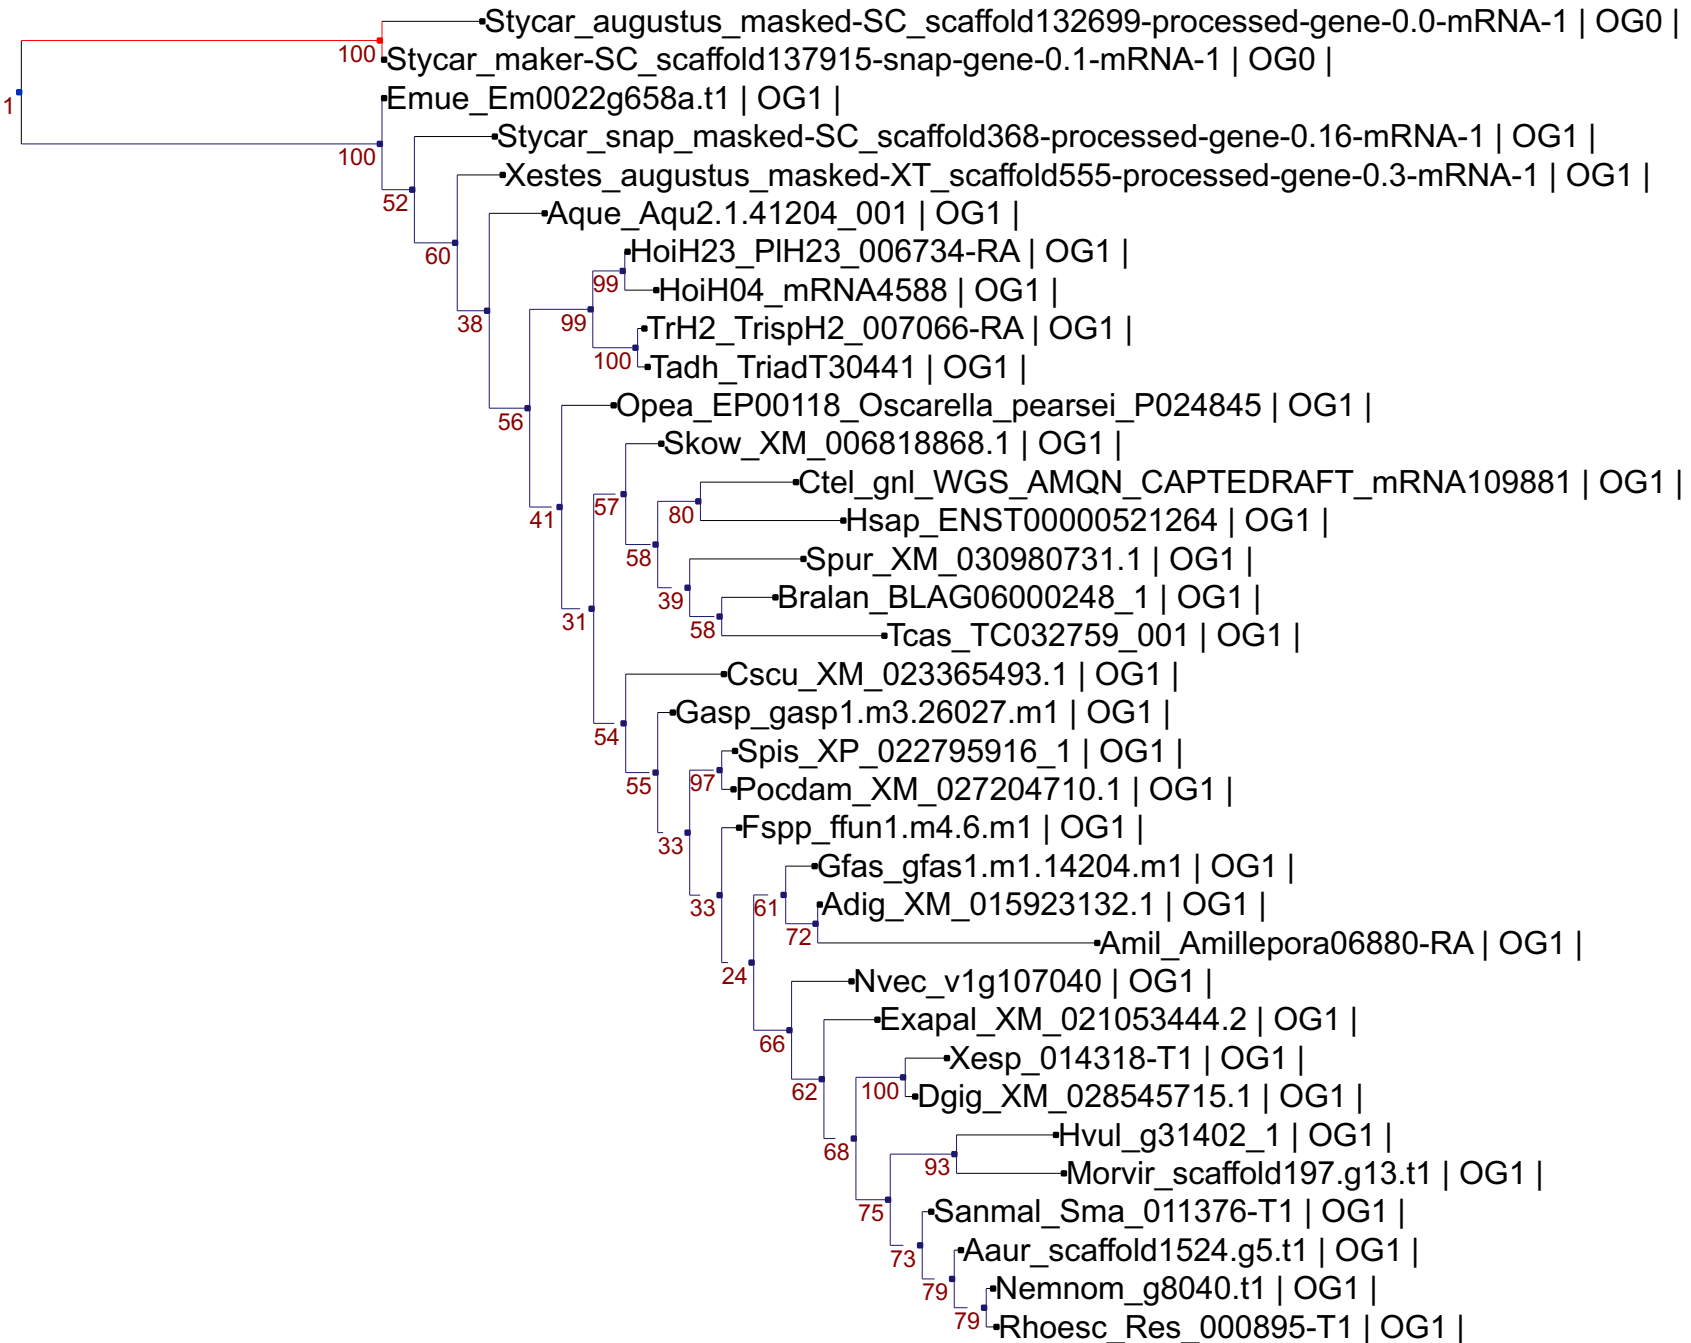 Stycar_augustus_masked-SC_scaffold132699-processed-gene-0.0-mRNA-1 | OG0 |
100
Stycar_maker-SC_scaffold137915-snap-gene-0.1-mRNA-1 | OG0 |
1
Emue_Em0022g658a.t1 | OG1 |
Stycar_snap_masked-SC_scaffold368-processed-gene-0.16-mRNA-1 | OG1 |
100
Xestes_augustus_masked-XT_scaffold555-processed-gene-0.3-mRNA-1 | OG1 |
52
Aque_Aqu2.1.41204_001 | OG1 |
60
HoiH23_PlH23_006734-RA | OG1 |
99
HoiH04_mRNA4588 | OG1 |
38
99
TrH2_TrispH2_007066-RA | OG1 |
100
Tadh_TriadT30441 | OG1 |
Opea_EP00118_Oscarella_pearsei_P024845 | OG1 |
56
Skow_XM_006818868.1 | OG1 |
Ctel_gnl_WGS_AMQN_CAPTEDRAFT_mRNA109881 | OG1 |
57
80
41
Hsap_ENST00000521264 | OG1 |
58
Spur_XM_030980731.1 | OG1 |
39
Bralan_BLAG06000248_1 | OG1 |
31
58
Tcas_TC032759_001 | OG1 |
Cscu_XM_023365493.1 | OG1 |
Gasp_gasp1.m3.26027.m1 | OG1 |
54
Spis_XP_022795916_1 | OG1 |
55
97
Pocdam_XM_027204710.1 | OG1 |
Fspp_ffun1.m4.6.m1 | OG1 |
33
Gfas_gfas1.m1.14204.m1 | OG1 |
33
61
Adig_XM_015923132.1 | OG1 |
72
Amil_Amillepora06880-RA | OG1 |
24
Nvec_v1g107040 | OG1 |
Exapal_XM_021053444.2 | OG1 |
66
Xesp_014318-T1 | OG1 |
62
100
Dgig_XM_028545715.1 | OG1 |
Hvul_g31402_1 | OG1 |
68
93
Morvir_scaffold197.g13.t1 | OG1 |
75
Sanmal_Sma_011376-T1 | OG1 |
73
Aaur_scaffold1524.g5.t1 | OG1 |
79
Nemnom_g8040.t1 | OG1 |
79
Rhoesc_Res_000895-T1 | OG1 |